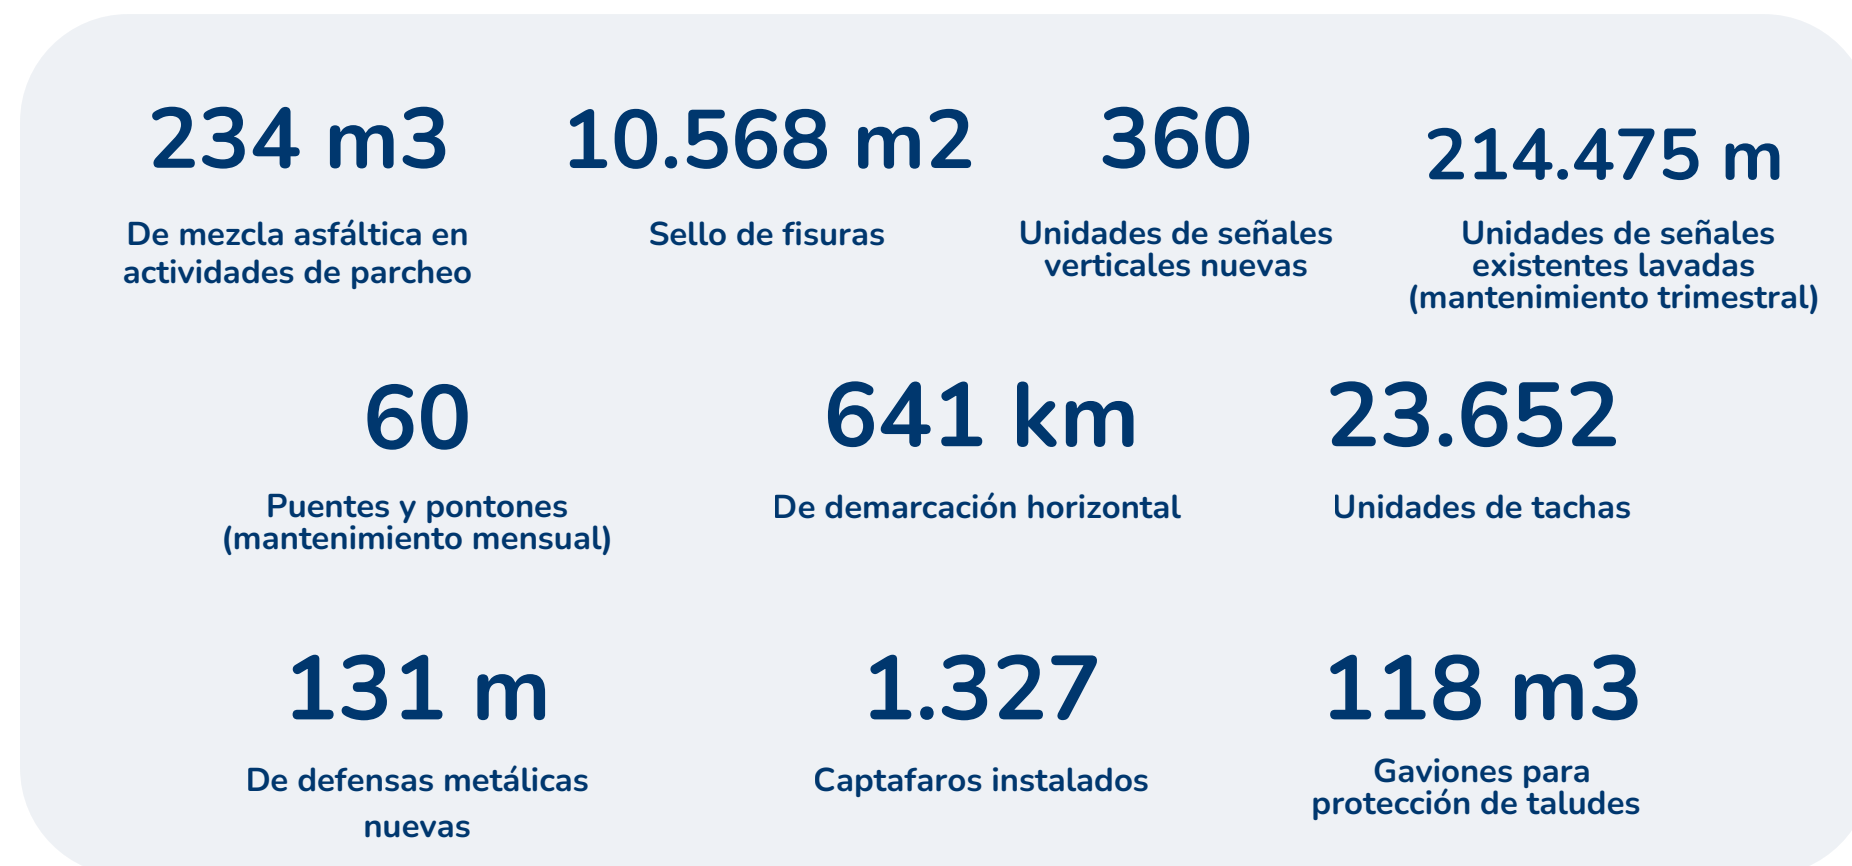 234 m3
De mezcla asfáltica en
actividades de parcheo
10.568 m2
Sello de fisuras
360
Unidades de señales
verticales nuevas
214.475 m
Unidades de señales
existentes lavadas
(mantenimiento trimestral)
60
Puentes y pontones
(mantenimiento mensual)
641 km
De demarcación horizontal
23.652
Unidades de tachas
131 m
De defensas metálicas
nuevas
1.327
Captafaros instalados
118 m3
Gaviones para
protección de taludes